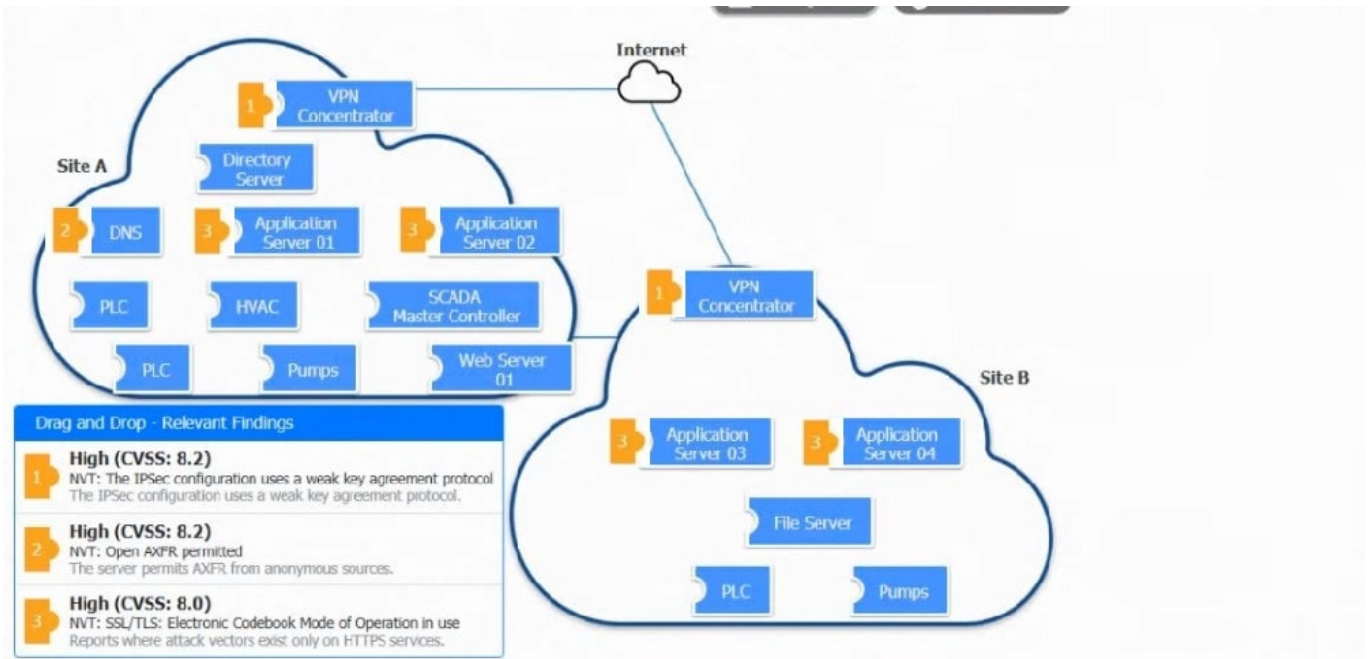 Internet
1
VPN
Concentrator
Site A
Directory
Server
2
DNS
3
Application
Server 01
3
Application
Server 02
PLC
HVAC
SCADA
Master Controller
1
VPN
Concentrator
PLC
Pumps
Web Server
01
Site B
Drag and Drop - Relevant Findings
1
High (CVSS: 8.2)
NVT: The IPSec configuration uses a weak key agreement protocol
The IPSec configuration uses a weak key agreement protocol.
2
High (CVSS: 8.2)
NVT: Open AXFR permitted
The server permits AXFR from anonymous sources.
3
High (CVSS: 8.0)
NVT: SSL/TLS: Electronic Codebook Mode of Operation in use
Reports where attack vectors exist only on HTTPS services.
3
Application
Server 03
3
Application
Server 04
File Server
PLC
Pumps